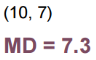 (10, 7)
MD = 7.3